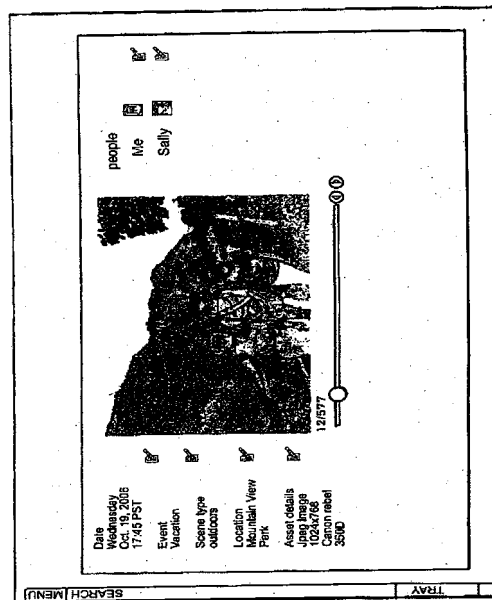 Date
Wednesday
Oct. 19, 2006
17:45 PST
Event
Vacation
Scene type
outdoors
Location
Mountain View
Park
Asset details
Jpag Image
1024x768
Canon rebel
350D
12/577
people
Me
Sally
MENU
SEARCH
TRAY